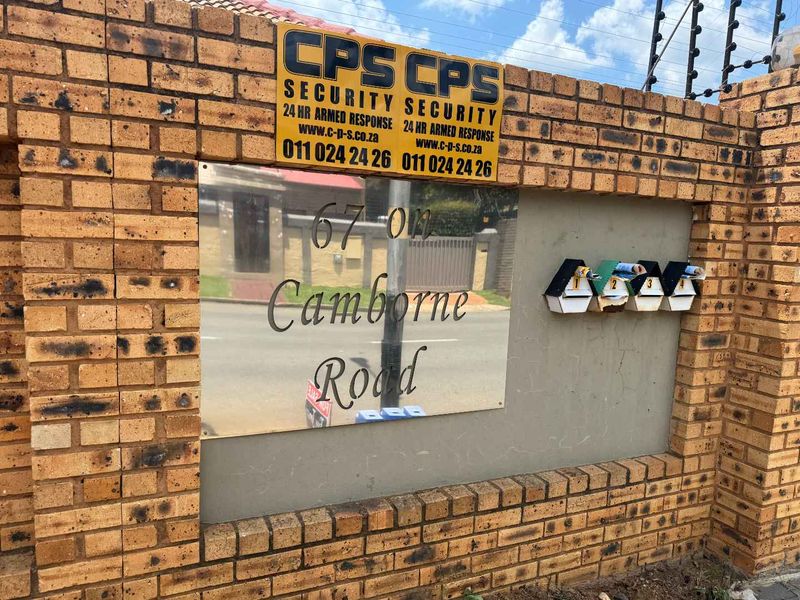 CPS CPS
SECURITY SECURITY
24 HR ARMED RESPONSE 24 HR ARMED RESPONSE
www.c-p-s.co.za www.c-p-s.co.za
011 024 24 26 011 024 24 26
67 on
Camborne
Road
1 2 3 4